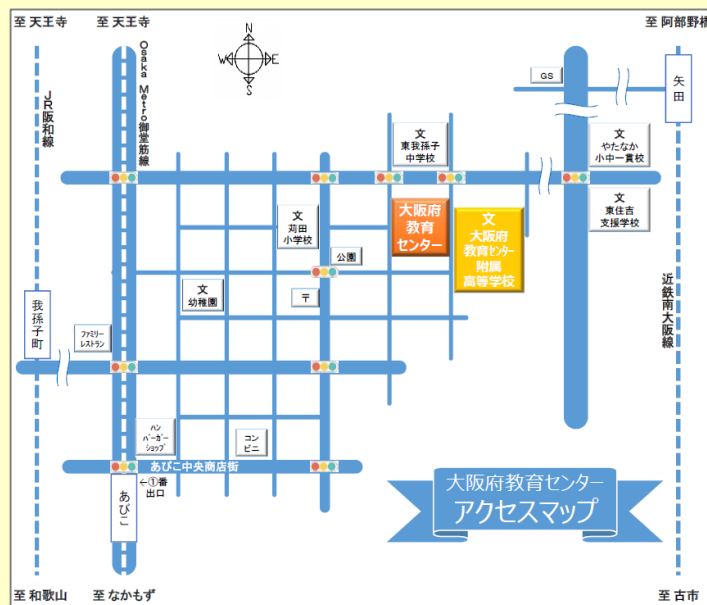 至 天王寺
至 天王寺
至 阿部野橋
JR阪和線
Osaka Metro御堂筋線
N
W
E
S
GS
矢田
文
東我孫子
中学校
文
やたなか
小中一貫校
文
東住吉
支援学校
文
苅田
小学校
大阪府
教育
センター
文
大阪府
教育センター
附属
高等学校
公園
文
幼稚園
〒
我孫子町
ファミリー
レストラン
近鉄南大阪線
ハン
バーガー
ショップ
コン
ビニ
あびこ中央商店街
←①番
出口
あびこ
大阪府教育センター
アクセスマップ
至 和歌山
至 なかもず
至 古市